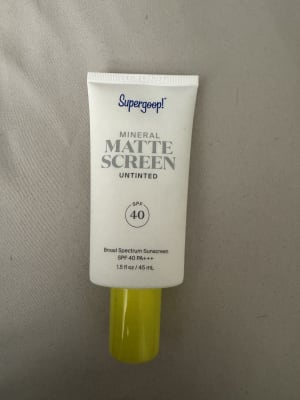 Supergoop!
MINERAL
MATTE
SCREEN
UNTINTED
SPF
40
Broad Spectrum Sunscreen
SPF 40 PA+++
1.5 fl oz / 45 mL